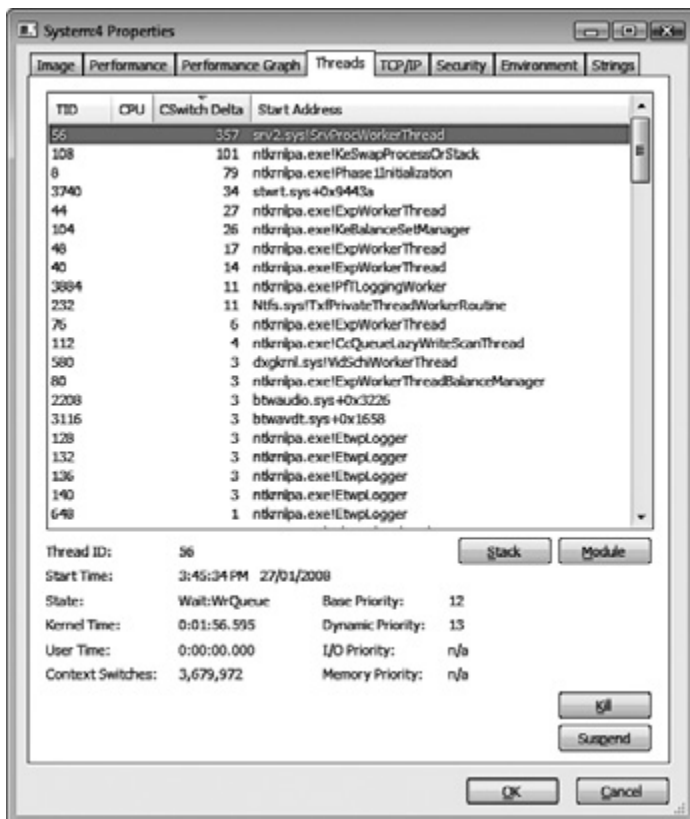 System:4 Properties
Image Performance Performance Graph Threads TCP/IP Security Environment Strings
TID CPU CSwitch Delta Start Address
56 357 srv2.sys!SrvProcWorkerThread
108 101 ntkrnlpa.exe!KeSwapProcessOrStack
8 79 ntkrnlpa.exe!Phase1Initialization
3740 34 stwrt.sys+0x9443a
44 27 ntkrnlpa.exe!ExpWorkerThread
104 26 ntkrnlpa.exe!KeBalanceSetManager
48 17 ntkrnlpa.exe!ExpWorkerThread
40 14 ntkrnlpa.exe!ExpWorkerThread
3884 11 ntkrnlpa.exe!PfTLoggingWorker
232 11 Ntfs.sys!TxfPrivateThreadWorkerRoutine
76 6 ntkrnlpa.exe!ExpWorkerThread
112 4 ntkrnlpa.exe!CcQueueLazyWriteScanThread
580 3 dxgkrnl.sys!VidSchiWorkerThread
80 3 ntkrnlpa.exe!ExpWorkerThreadBalanceManager
2208 3 btwaudio.sys+0x3226
3116 3 btwavdt.sys+0x1658
128 3 ntkrnlpa.exe!EtwpLogger
132 3 ntkrnlpa.exe!EtwpLogger
136 3 ntkrnlpa.exe!EtwpLogger
140 3 ntkrnlpa.exe!EtwpLogger
648 1 ntkrnlpa.exe!EtwpLogger
Thread ID: 56 Stack Module
Start Time: 3:45:34 PM 27/01/2008
State: Wait:WrQueue Base Priority: 12
Kernel Time: 0:01:56.595 Dynamic Priority: 13
User Time: 0:00:00.000 I/O Priority: n/a
Context Switches: 3,679,972 Memory Priority: n/a
Kill
Suspend
OK Cancel